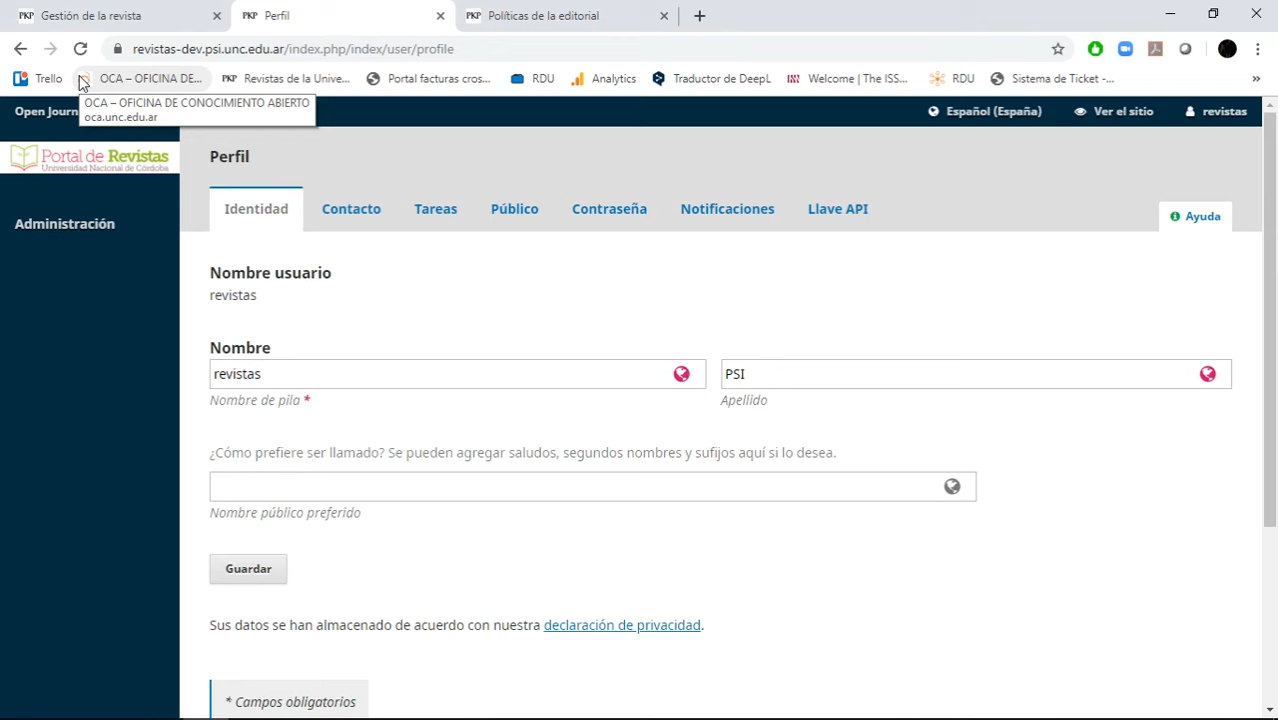 PKP Gestión de la revista
PKP Perfil
PKP Políticas de la editorial
revistas-dev.psi.unc.edu.ar/index.php/index/user/profile
Trello
OCA – OFICINA DE...
PKP Revistas de la Unive...
Portal facturas cros...
RDU
Analytics
Traductor de DeepL
Welcome | The ISS...
RDU
Sistema de Ticket -...
OCA – OFICINA DE CONOCIMIENTO ABIERTO
oca.unc.edu.ar
Open Journ
Español (España)
Ver el sitio
revistas
Portal de Revistas
Universidad Nacional de Córdoba
Administración
Perfil
Identidad
Contacto
Tareas
Público
Contraseña
Notificaciones
Llave API
Ayuda
Nombre usuario
revistas
Nombre
revistas
PSI
Nombre de pila *
Apellido
¿Cómo prefiere ser llamado? Se pueden agregar saludos, segundos nombres y sufijos aquí si lo desea.
Nombre público preferido
Guardar
Sus datos se han almacenado de acuerdo con nuestra declaración de privacidad.
* Campos obligatorios